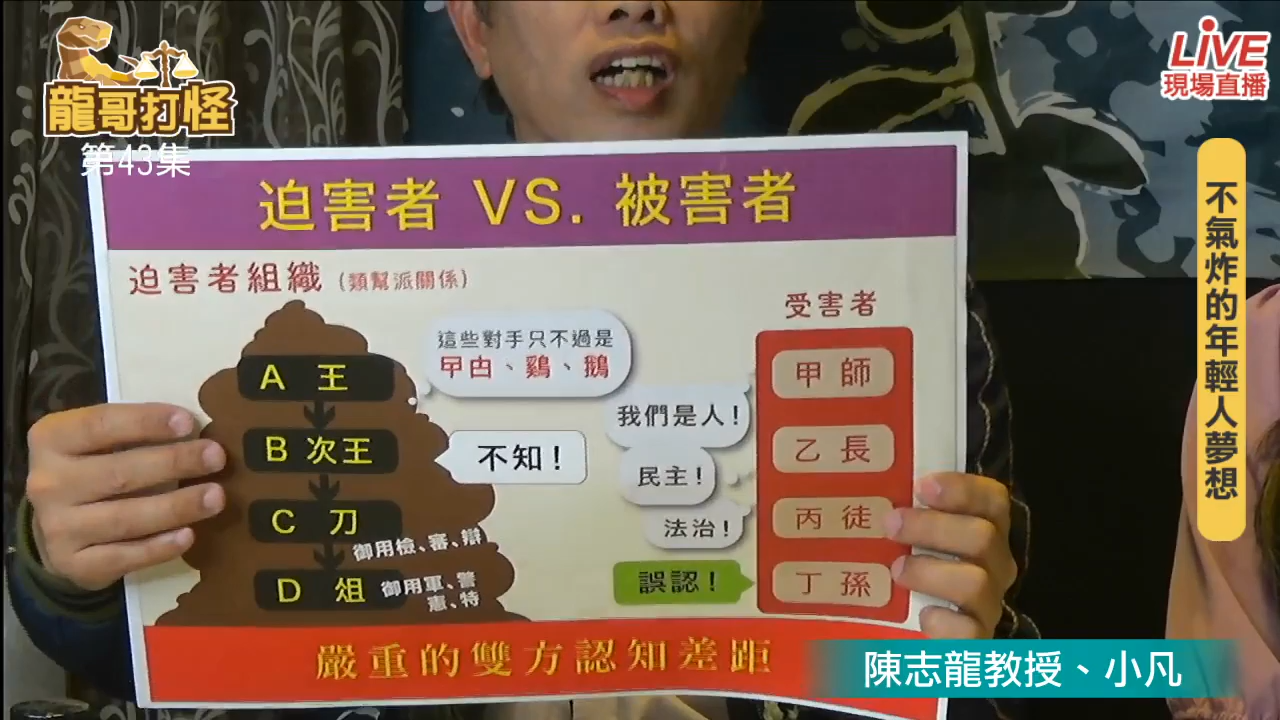 龍哥打怪
第43集
LIVE
現場直播
不氣炸的年輕人夢想
迫害者 VS. 被害者
迫害者組織(類幫派關係)
A 王
B 次王
C 刀
御用檢、審、辯
D 俎
御用軍、警
憲、特
這些對手只不過是
曱甴、鷄、鵝
不知!
受害者
我們是人!
民主!
法治!
誤認!
甲 師
乙 長
丙 徒
丁 孫
嚴重的雙方認知差距
陳志龍教授、小凡